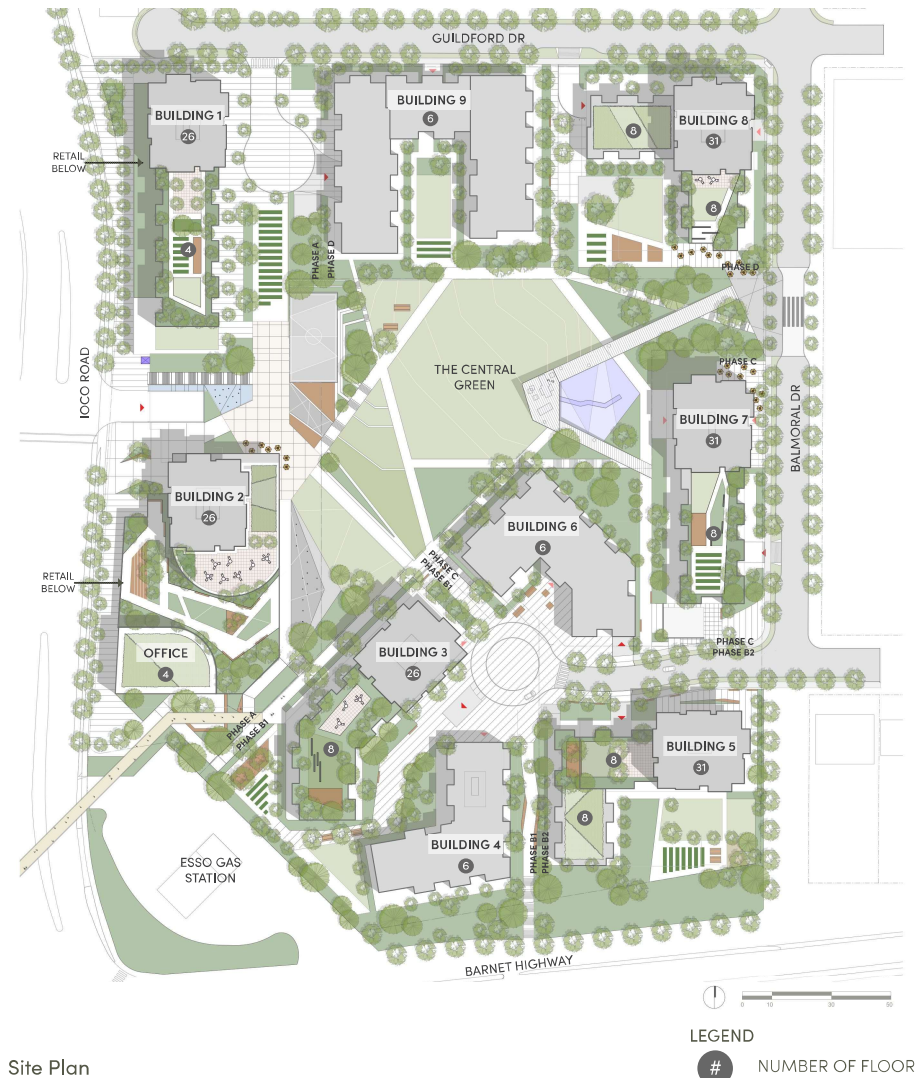 GUILDFORD DR
BUILDING 1
26
RETAIL
BELOW
4
BUILDING 9
6
8
BUILDING 8
31
8
PHASE A
PHASE D
PHASE D
IOCO ROAD
THE CENTRAL
GREEN
PHASE C
BUILDING 7
31
BALMORAL DR
8
BUILDING 2
26
RETAIL
BELOW
BUILDING 6
6
PHASE C
PHASE B1
OFFICE
4
BUILDING 3
26
8
PHASE C
PHASE B2
PHASE A
PHASE B1
BUILDING 5
31
8
8
BUILDING 4
6
PHASE B1
PHASE B2
ESSO GAS
STATION
BARNET HIGHWAY
0 10 30 50
LEGEND
# NUMBER OF FLOOR
Site Plan